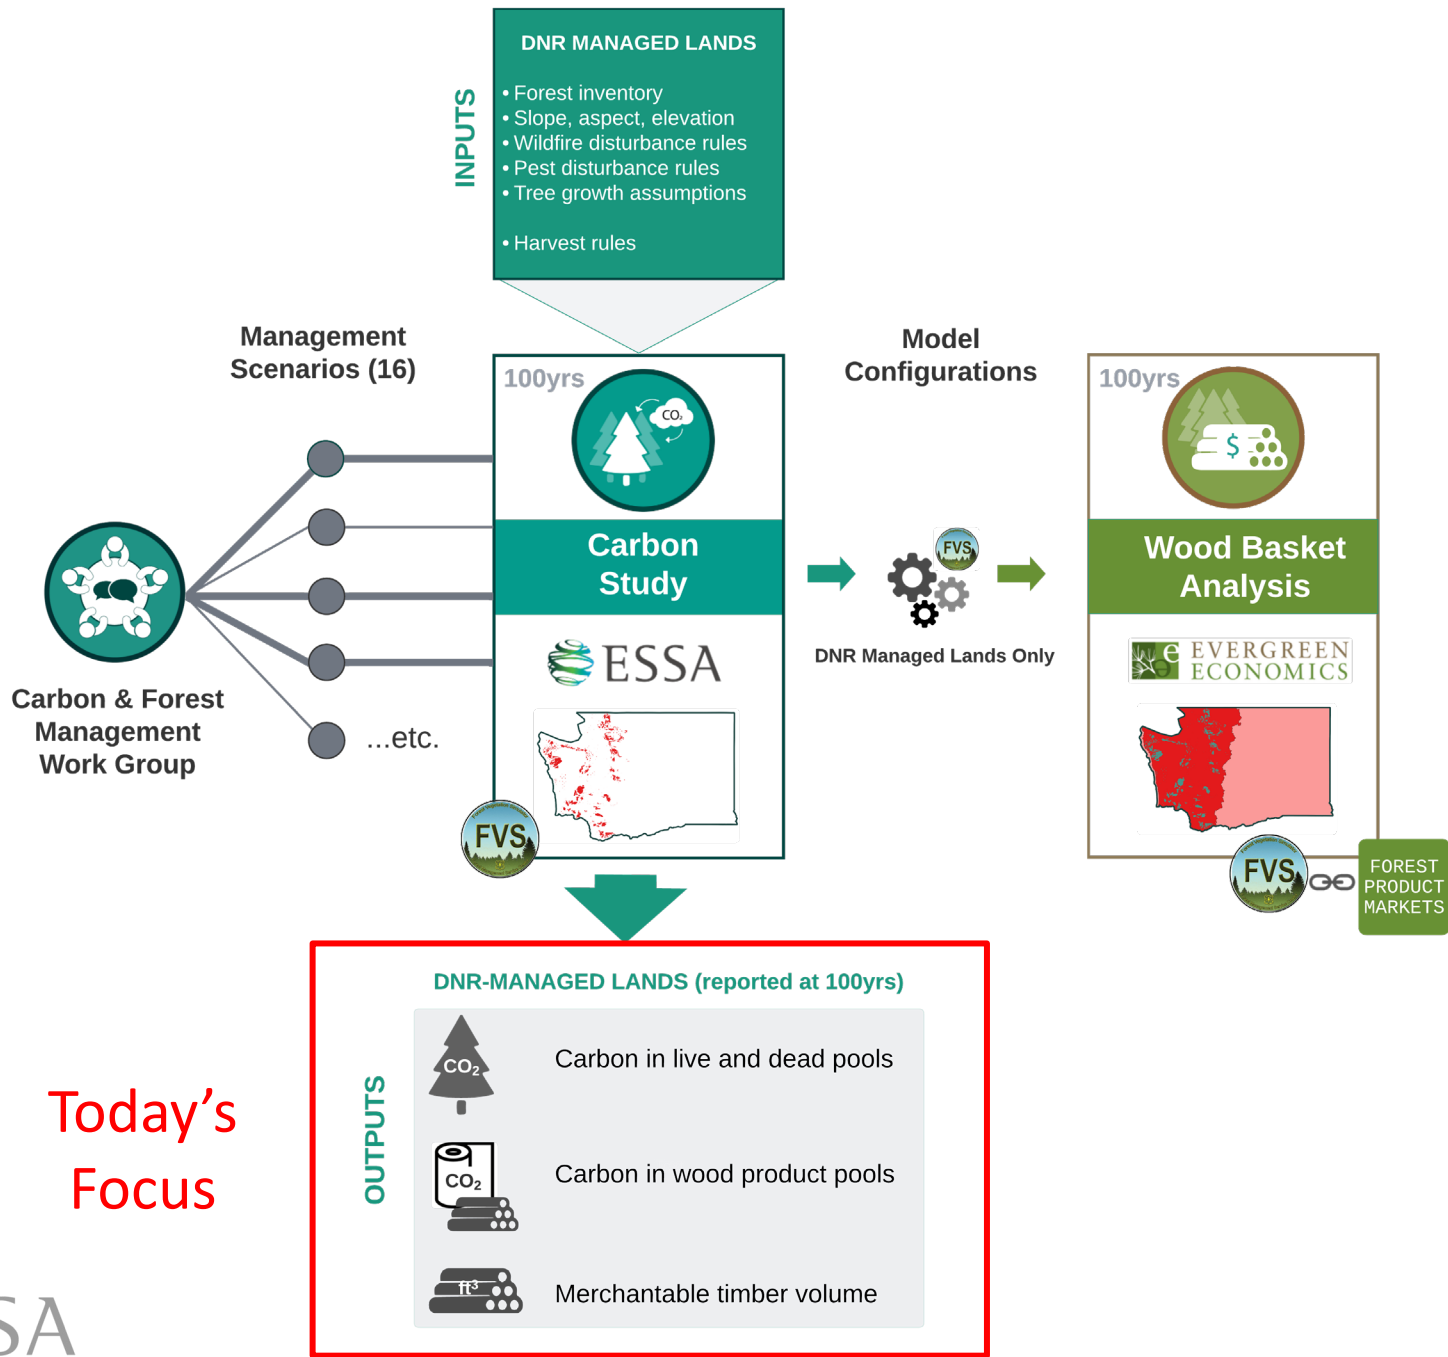 DNR MANAGED LANDS
INPUTS
• Forest inventory
• Slope, aspect, elevation
• Wildfire disturbance rules
• Pest disturbance rules
• Tree growth assumptions
• Harvest rules
Management
Scenarios (16)
Model
Configurations
100yrs
CO₂
100yrs
$
Carbon
Study
Wood Basket
Analysis
FVS
DNR Managed Lands Only
ESSA
e
EVERGREEN
ECONOMICS
Carbon & Forest
Management
Work Group
...etc.
FVS
FVS
FOREST
PRODUCT
MARKETS
DNR-MANAGED LANDS (reported at 100yrs)
OUTPUTS
CO₂
Carbon in live and dead pools
CO₂
Carbon in wood product pools
ft³
Merchantable timber volume
Today’s
Focus
SA